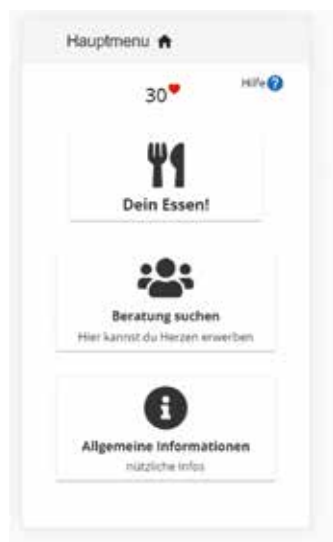 Hauptmenu
30
Hilfe
Dein Essen!
Beratung suchen
Hier kannst du Herzen erwerben
Allgemeine Informationen
nützliche Infos